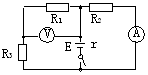 R₁ R₂
V A
E r
R₃